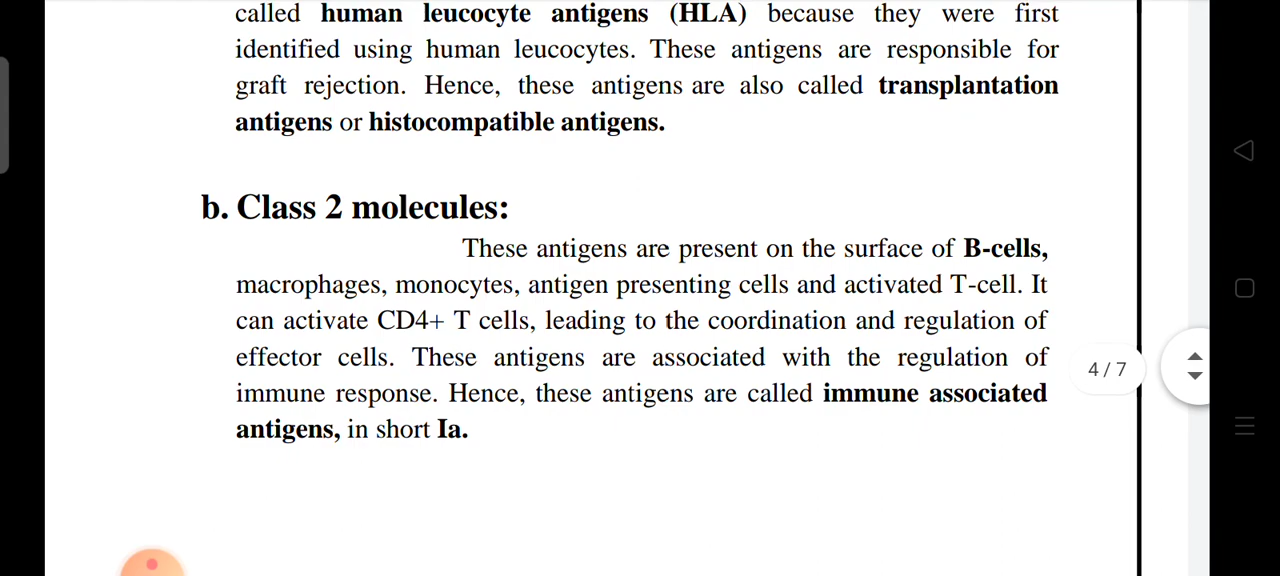 called human leucocyte antigens (HLA) because they were first
identified using human leucocytes. These antigens are responsible for
graft rejection. Hence, these antigens are also called transplantation
antigens or histocompatible antigens.
b. Class 2 molecules:
These antigens are present on the surface of B-cells,
macrophages, monocytes, antigen presenting cells and activated T-cell. It
can activate CD4+ T cells, leading to the coordination and regulation of
effector cells. These antigens are associated with the regulation of
immune response. Hence, these antigens are called immune associated
antigens, in short Ia.
4 / 7